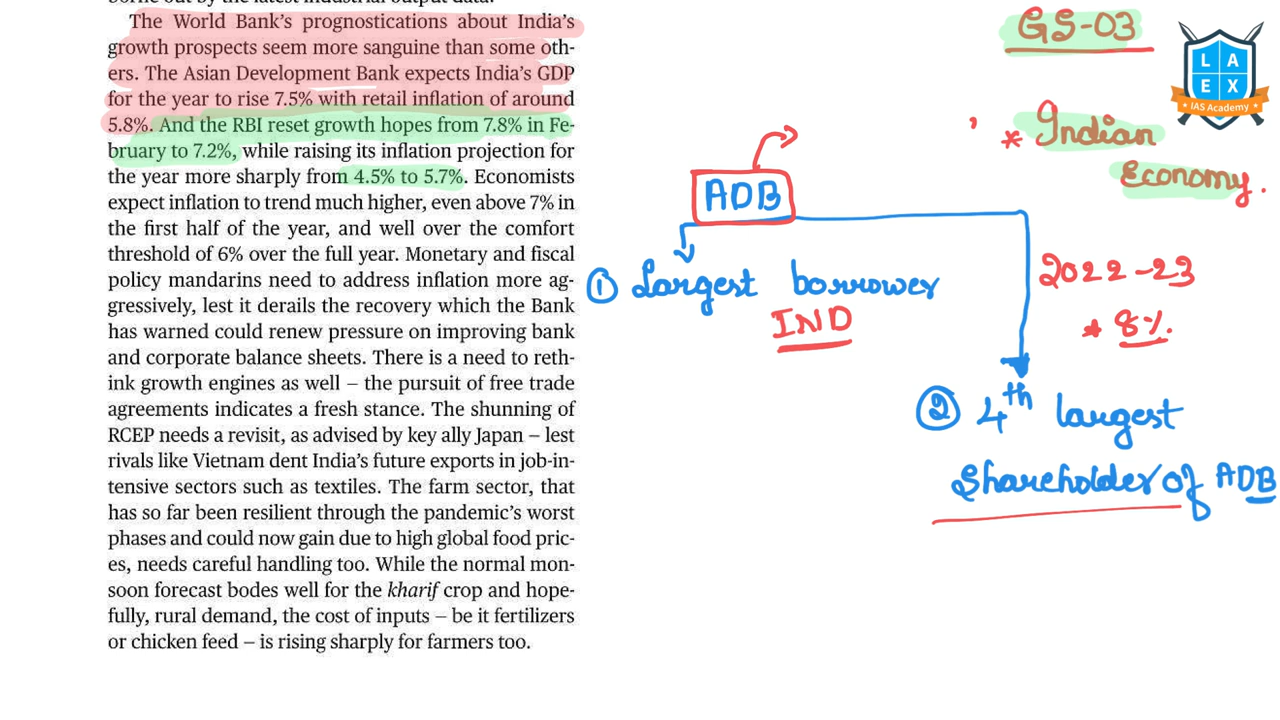 The World Bank's prognostications about India's
growth prospects seem more sanguine than some oth-
ers. The Asian Development Bank expects India's GDP
for the year to rise 7.5% with retail inflation of around
5.8%. And the RBI reset growth hopes from 7.8% in Fe-
bruary to 7.2%, while raising its inflation projection for
the year more sharply from 4.5% to 5.7%. Economists
expect inflation to trend much higher, even above 7% in
the first half of the year, and well over the comfort
threshold of 6% over the full year. Monetary and fiscal
policy mandarins need to address inflation more ag-
gressively, lest it derails the recovery which the Bank
has warned could renew pressure on improving bank
and corporate balance sheets. There is a need to reth-
ink growth engines as well – the pursuit of free trade
agreements indicates a fresh stance. The shunning of
RCEP needs a revisit, as advised by key ally Japan – lest
rivals like Vietnam dent India's future exports in job-in-
tensive sectors such as textiles. The farm sector, that
has so far been resilient through the pandemic's worst
phases and could now gain due to high global food pric-
es, needs careful handling too. While the normal mon-
soon forecast bodes well for the kharif crop and hope-
fully, rural demand, the cost of inputs – be it fertilizers
or chicken feed – is rising sharply for farmers too.
GS-03
* Indian
Economy.
ADB
① Largest borrower
IND
2022-23
* 8%.
② 4th largest
Shareholder of ADB
L A
E X
★ IAS Academy ★